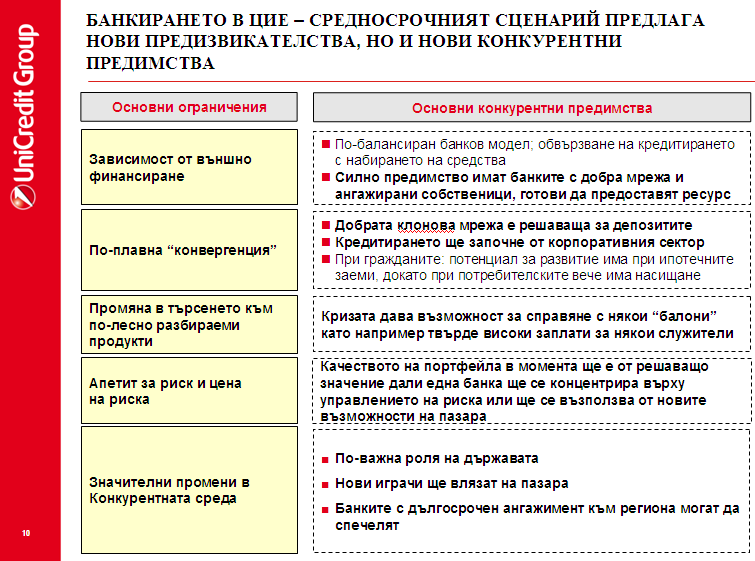 UniCredit Group
БАНКИРАНЕТО В ЦИЕ – СРЕДНОСРОЧНИЯТ СЦЕНАРИЙ ПРЕДЛАГА
НОВИ ПРЕДИЗВИКАТЕЛСТВА, НО И НОВИ КОНКУРЕНТНИ
ПРЕДИМСТВА
Основни ограничения
Основни конкурентни предимства
Зависимост от външно
финансиране
По-балансиран банков модел; обвързване на кредитирането
с набирането на средства
Силно предимство имат банките с добра мрежа и
ангажирани собственици, готови да предоставят ресурс
По-плавна “конвергенция”
Добрата клонова мрежа е решаваща за депозитите
Кредитирането ще започне от корпоративния сектор
При гражданите: потенциал за развитие има при ипотечните
заеми, докато при потребителските вече има насищане
Промяна в търсенето към
по-лесно разбираеми
продукти
Кризата дава възможност за справяне с някои “балони”
като например твърде високи заплати за някои служители
Апетит за риск и цена
на риска
Качеството на портфейла в момента ще е от решаващо
значение дали една банка ще се концентрира върху
управлението на риска или ще се възползва от новите
възможности на пазара
Значителни промени в
Конкурентната среда
По-важна роля на държавата
Нови играчи ще влязат на пазара
Банките с дългосрочен ангажимент към региона могат да
спечелят
10